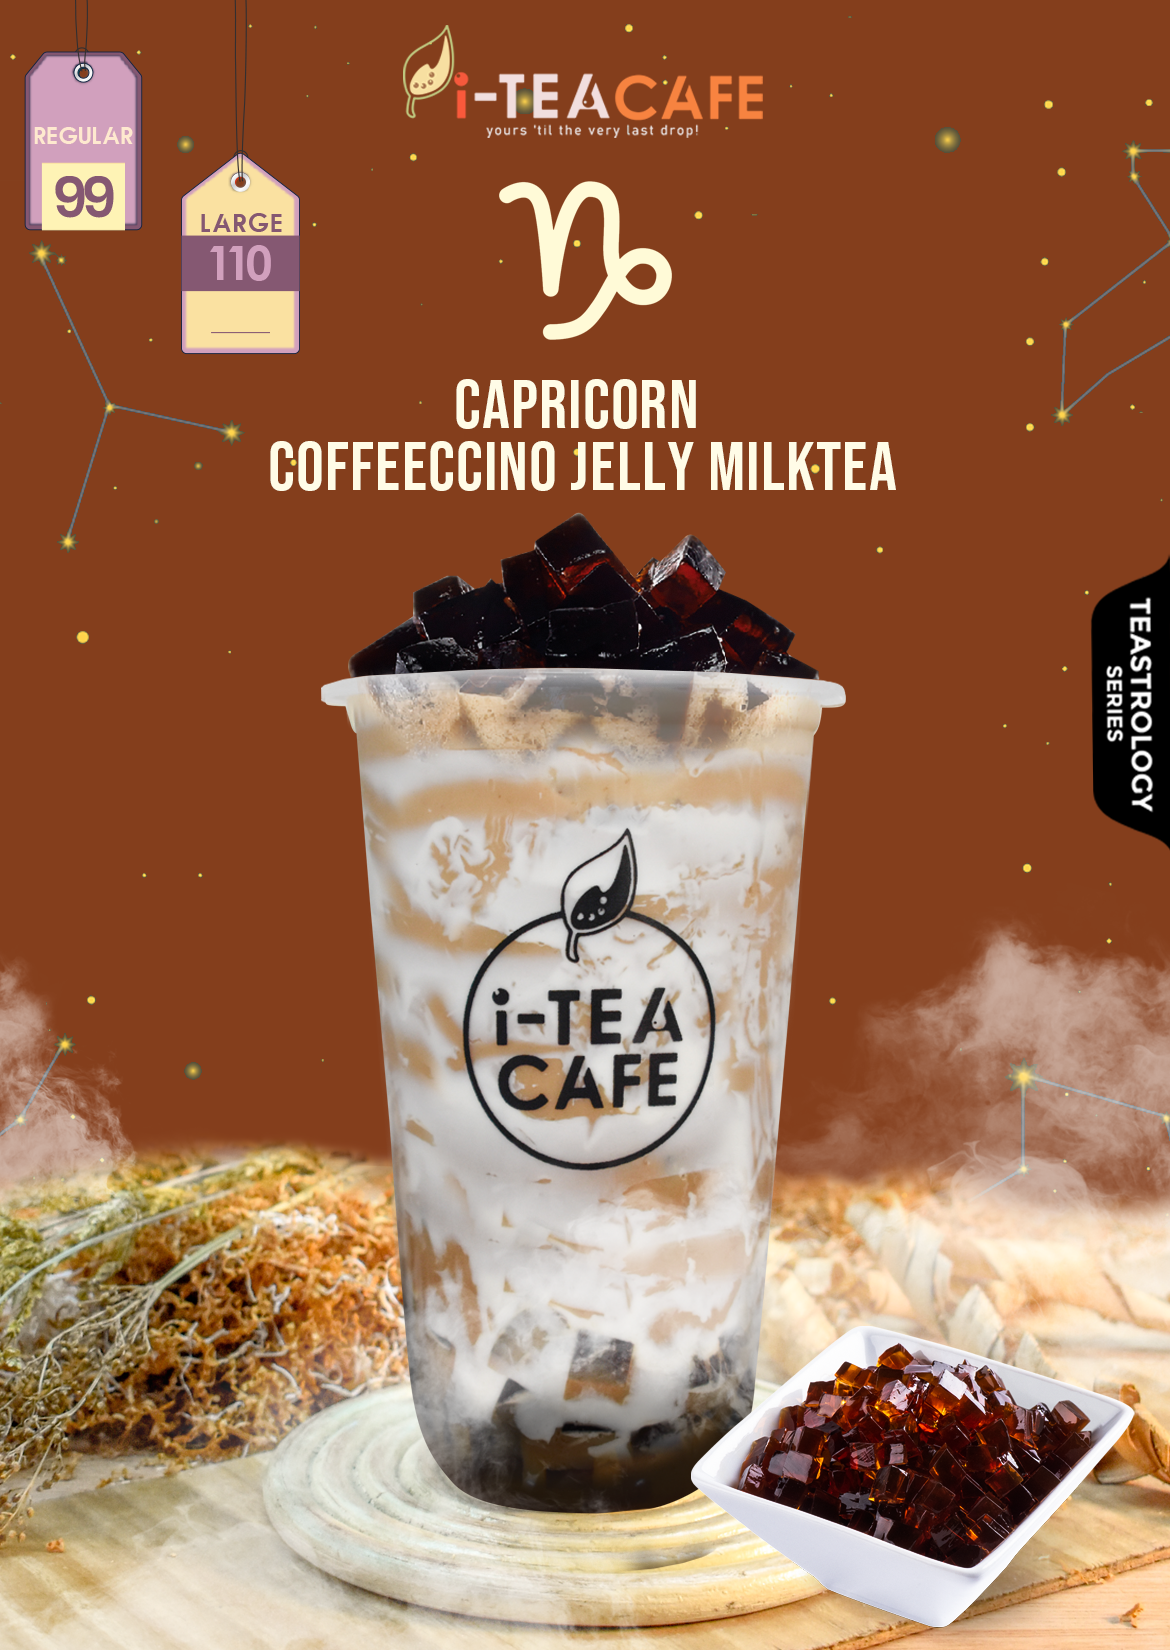 REGULAR
99
LARGE
110
i-TEACAFE
yours 'til the very last drop!
CAPRICORN
COFFEECCINO JELLY MILKTEA
TEASTROLOGY
SERIES
i-TEA
CAFE